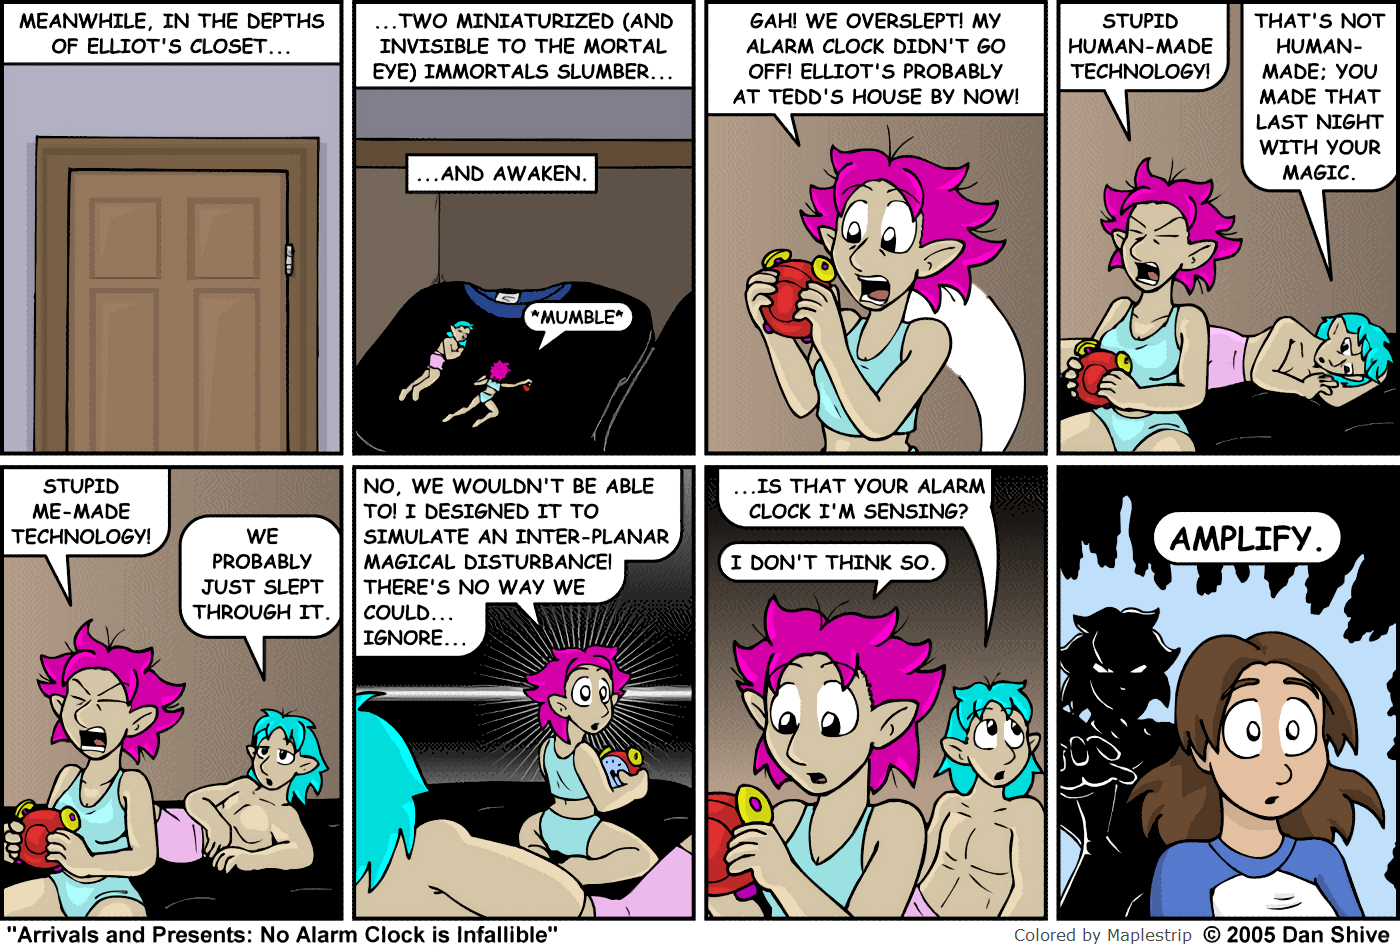 MEANWHILE, IN THE DEPTHS
OF ELLIOT'S CLOSET...
...TWO MINIATURIZED (AND
INVISIBLE TO THE MORTAL
EYE) IMMORTALS SLUMBER...
...AND AWAKEN.
*MUMBLE*
GAH! WE OVERSLEPT! MY
ALARM CLOCK DIDN'T GO
OFF! ELLIOT'S PROBABLY
AT TEDD'S HOUSE BY NOW!
STUPID
HUMAN-MADE
TECHNOLOGY!
THAT'S NOT
HUMAN-
MADE; YOU
MADE THAT
LAST NIGHT
WITH YOUR
MAGIC.
STUPID
ME-MADE
TECHNOLOGY!
WE
PROBABLY
JUST SLEPT
THROUGH IT.
NO, WE WOULDN'T BE ABLE
TO! I DESIGNED IT TO
SIMULATE AN INTER-PLANAR
MAGICAL DISTURBANCE!
THERE'S NO WAY WE
COULD...
IGNORE...
...IS THAT YOUR ALARM
CLOCK I'M SENSING?
I DON'T THINK SO.
AMPLIFY.
"Arrivals and Presents: No Alarm Clock is Infallible"
Colored by Maplestrip © 2005 Dan Shive